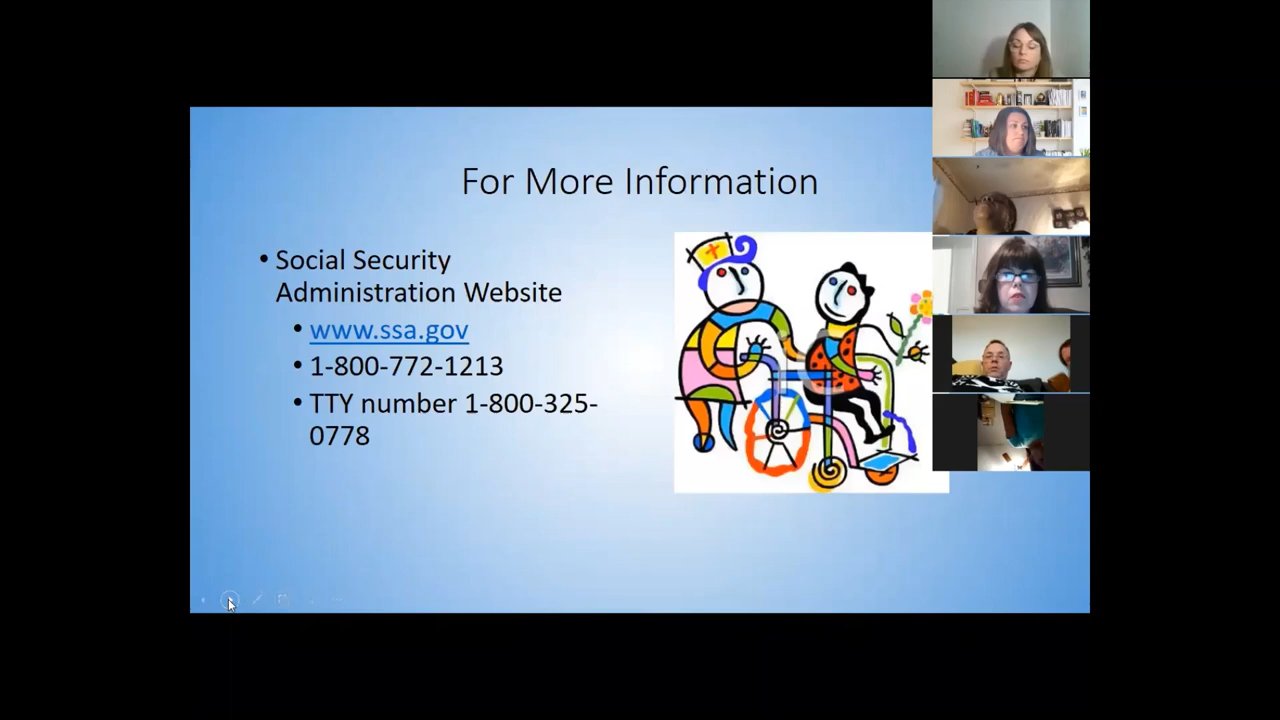 For More Information
• Social Security
Administration Website
• www.ssa.gov
• 1-800-772-1213
• TTY number 1-800-325-
0778